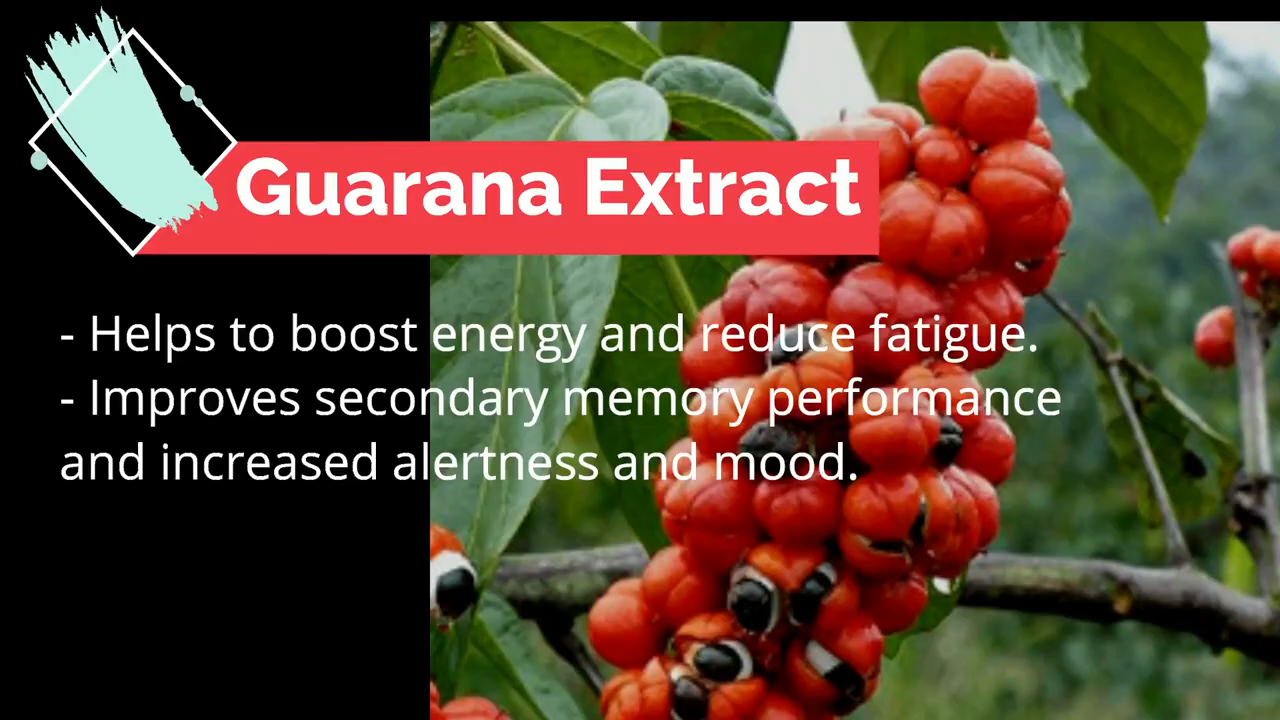 Guarana Extract
- Helps to boost energy and reduce fatigue.
- Improves secondary memory performance
and increased alertness and mood.